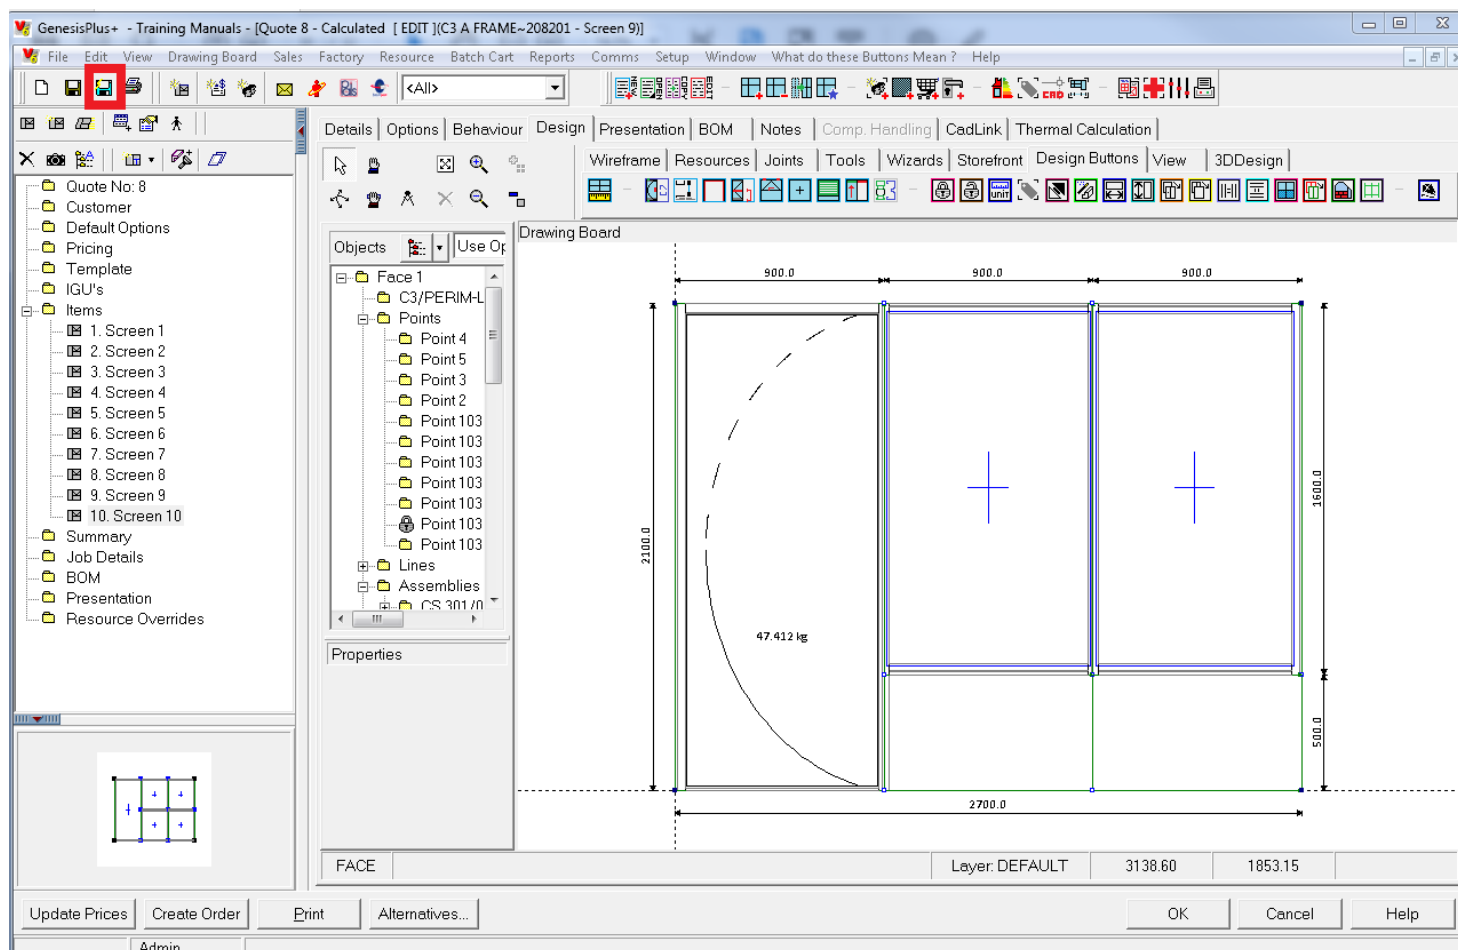 GenesisPlus+ - Training Manuals - [Quote 8 - Calculated [ EDIT ](C3 A FRAME~208201 - Screen 9)]
File Edit View Drawing Board Sales Factory Resource Batch Cart Reports Comms Setup Window What do these Buttons Mean ? Help
<All>
Details Options Behaviour Design Presentation BOM Notes Comp. Handling CadLink Thermal Calculation
Wireframe Resources Joints Tools Wizards Storefront Design Buttons View 3DDesign
Quote No: 8
Customer
Default Options
Pricing
Template
IGU's
Items
1. Screen 1
2. Screen 2
3. Screen 3
4. Screen 4
5. Screen 5
6. Screen 6
7. Screen 7
8. Screen 8
9. Screen 9
10. Screen 10
Summary
Job Details
BOM
Presentation
Resource Overrides
Objects
Use Op
Face 1
C3/PERIM-L
Points
Point 4
Point 5
Point 3
Point 2
Point 103
Point 103
Point 103
Point 103
Point 103
Point 103
Point 103
Lines
Assemblies
CS 301/0
Properties
Drawing Board
900.0 900.0 900.0
2100.0
1600.0
500.0
47.412 kg
2700.0
FACE Layer: DEFAULT 3138.60 1853.15
Update Prices Create Order Print Alternatives... OK Cancel Help
Admin